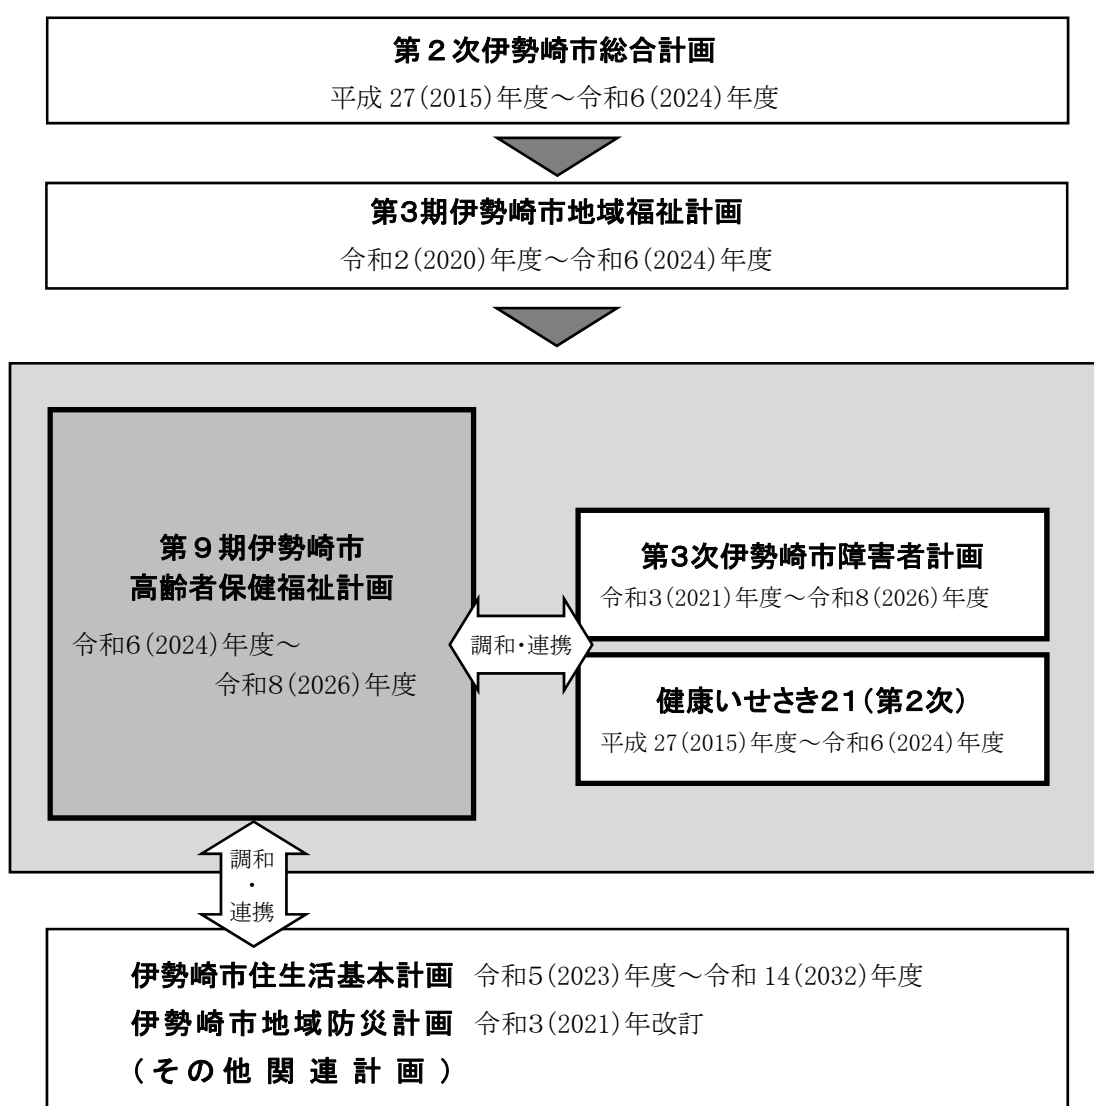 第２次伊勢崎市総合計画
平成 27(2015)年度～令和６(2024)年度
第３期伊勢崎市地域福祉計画
令和２(2020)年度～令和６(2024)年度
第９期伊勢崎市
高齢者保健福祉計画
令和６(2024)年度～
令和８(2026)年度
調和・連携
第３次伊勢崎市障害者計画
令和３(2021)年度～令和８(2026)年度
健康いせさき２１（第２次）
平成 27(2015)年度～令和６(2024)年度
調和
・
連携
伊勢崎市住生活基本計画 令和５(2023)年度～令和 14(2032)年度
伊勢崎市地域防災計画 令和３(2021)年改訂
（その他関連計画）